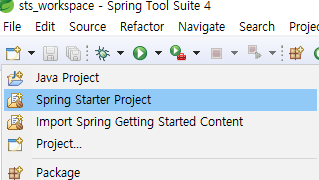 sts_workspace - Spring Tool Suite 4
File Edit Source Refactor Navigate Search Project
Java Project
Spring Starter Project
Import Spring Getting Started Content
Project...
Package